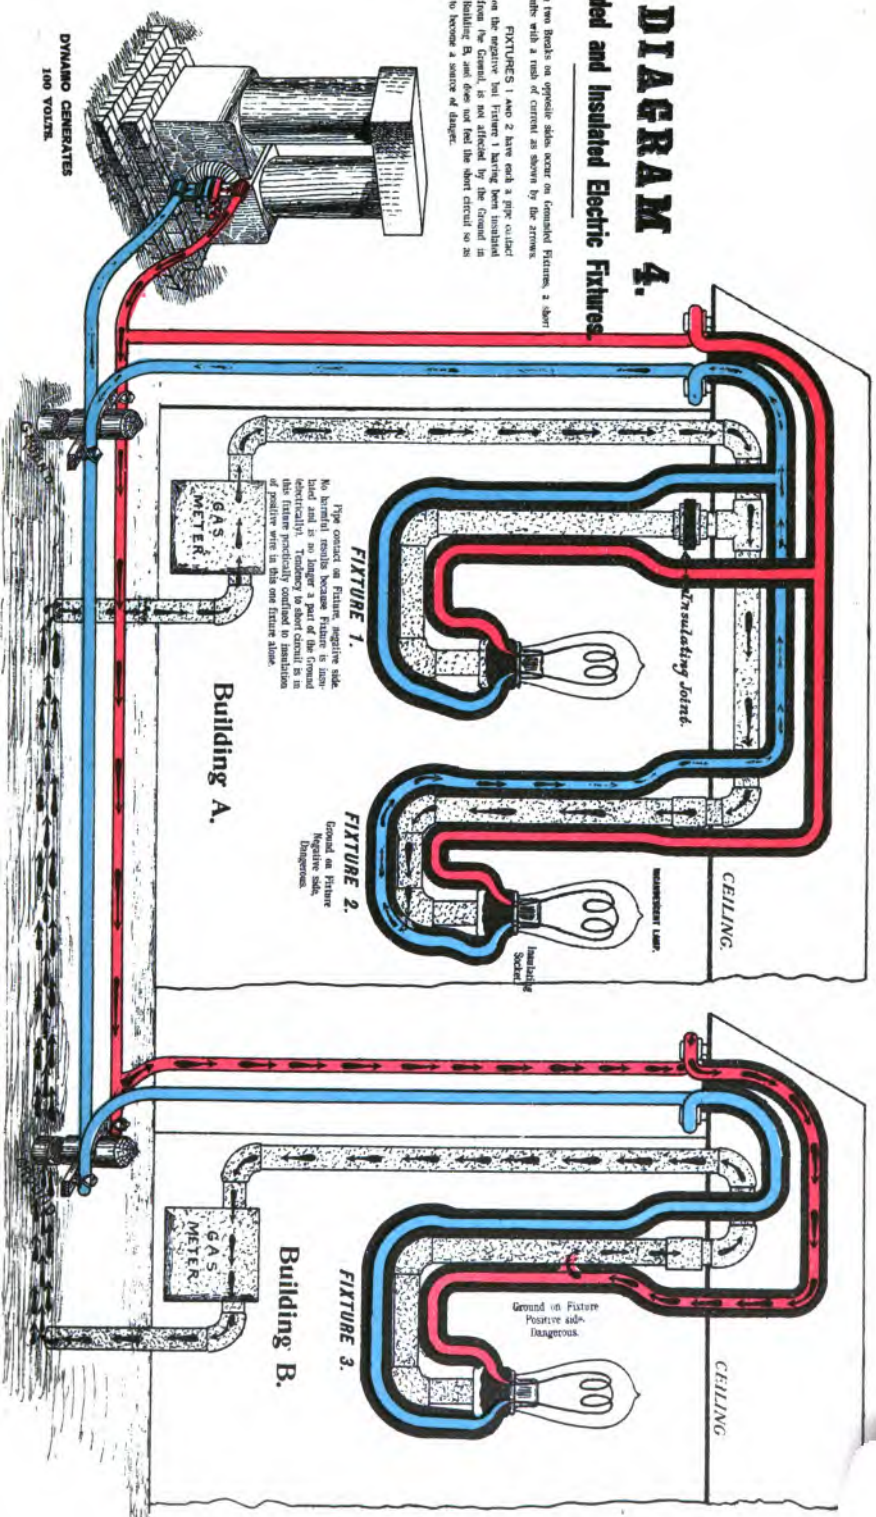 DIAGRAM 4.
ded and Insulated Electric Fixtures.
two Breaks on opposite sides occur on Grounded Fixtures, a short
ults with a rush of current as shown by the arrows.
FIXTURES 1 AND 2 have each a pipe contact
on the negative but Fixture 1 having been insulated
from the Ground, is not affected by the Ground in
Building B, and does not feel the short circuit so as
to become a source of danger.
DYNAMO GENERATES
100 VOLTS.
CEILING.
Insulating Joint.
INCANDESCENT LAMP.
Insulating
Socket.
FIXTURE 1.
Pipe contact on Fixture, negative side.
No harmful results because Fixture is insu-
lated and is no longer a part of the Ground
(electrically). Tendency to short circuit is in
this fixture practically confined to insulation
of positive wire in this one fixture alone.
GAS
METER.
FIXTURE 2.
Ground on Fixture
Negative side,
Dangerous.
Building A.
CEILING
Ground on Fixture
Positive side.
Dangerous.
FIXTURE 3.
GAS
METER
Building B.